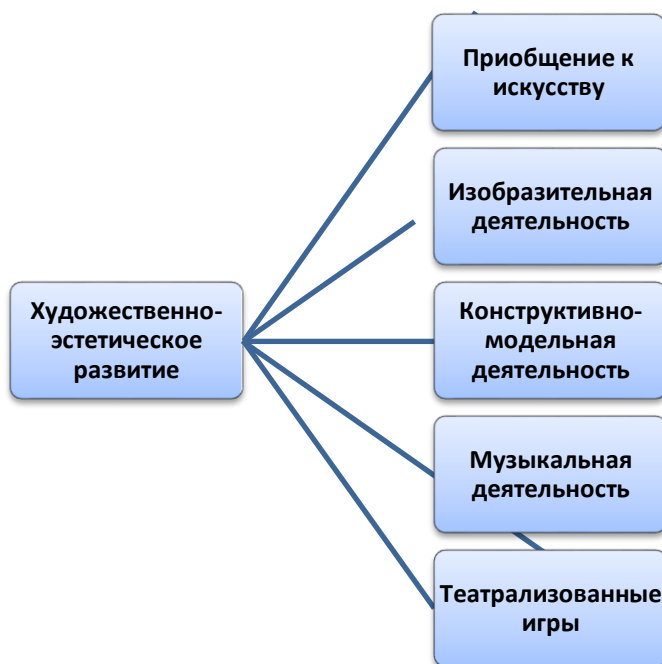 Приобщение к
искусству
Изобразительная
деятельность
Художественно-
эстетическое
развитие
Конструктивно-
модельная
деятельность
Музыкальная
деятельность
Театрализованные
игры